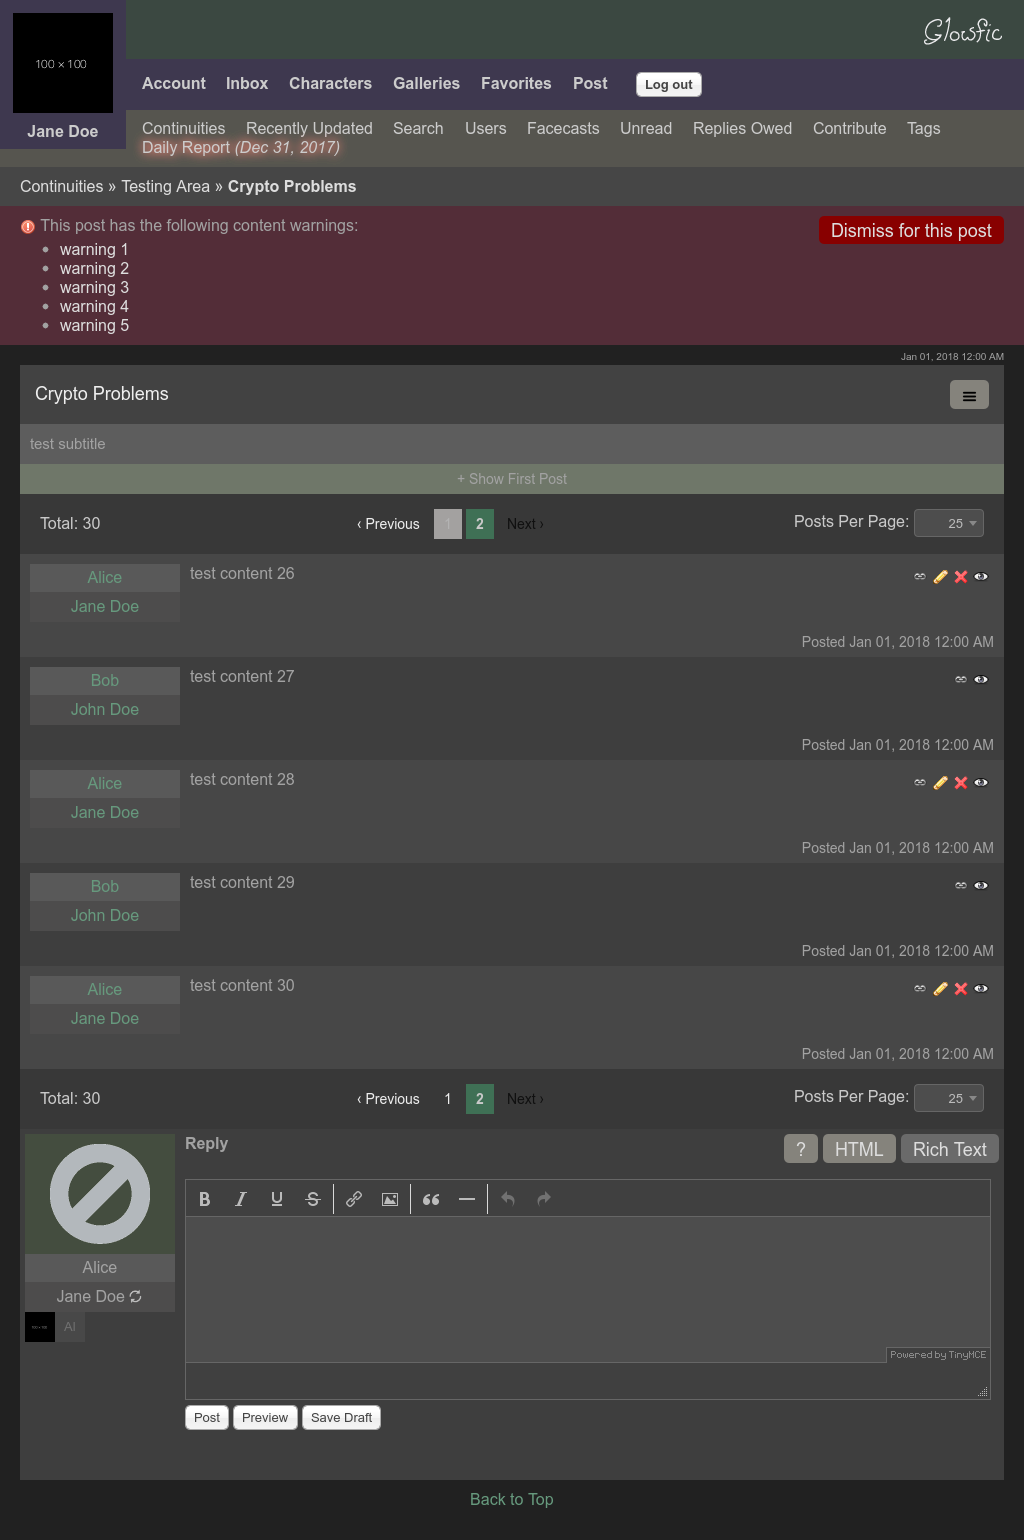 100 × 100
Glowfic
Account Inbox Characters Galleries Favorites Post Log out
Jane Doe
Continuities Recently Updated Search Users Facecasts Unread Replies Owed Contribute Tags
Daily Report (Dec 31, 2017)
Continuities » Testing Area » Crypto Problems
This post has the following content warnings:
Dismiss for this post
• warning 1
• warning 2
• warning 3
• warning 4
• warning 5
Jan 01, 2018 12:00 AM
Crypto Problems
test subtitle
+ Show First Post
Total: 30 ‹ Previous 1 2 Next › Posts Per Page: 25
Alice
Jane Doe
test content 26
Posted Jan 01, 2018 12:00 AM
Bob
John Doe
test content 27
Posted Jan 01, 2018 12:00 AM
Alice
Jane Doe
test content 28
Posted Jan 01, 2018 12:00 AM
Bob
John Doe
test content 29
Posted Jan 01, 2018 12:00 AM
Alice
Jane Doe
test content 30
Posted Jan 01, 2018 12:00 AM
Total: 30 ‹ Previous 1 2 Next › Posts Per Page: 25
Reply ? HTML Rich Text
B I U S
Powered by TinyMCE
Alice
Jane Doe
Al
Post Preview Save Draft
Back to Top